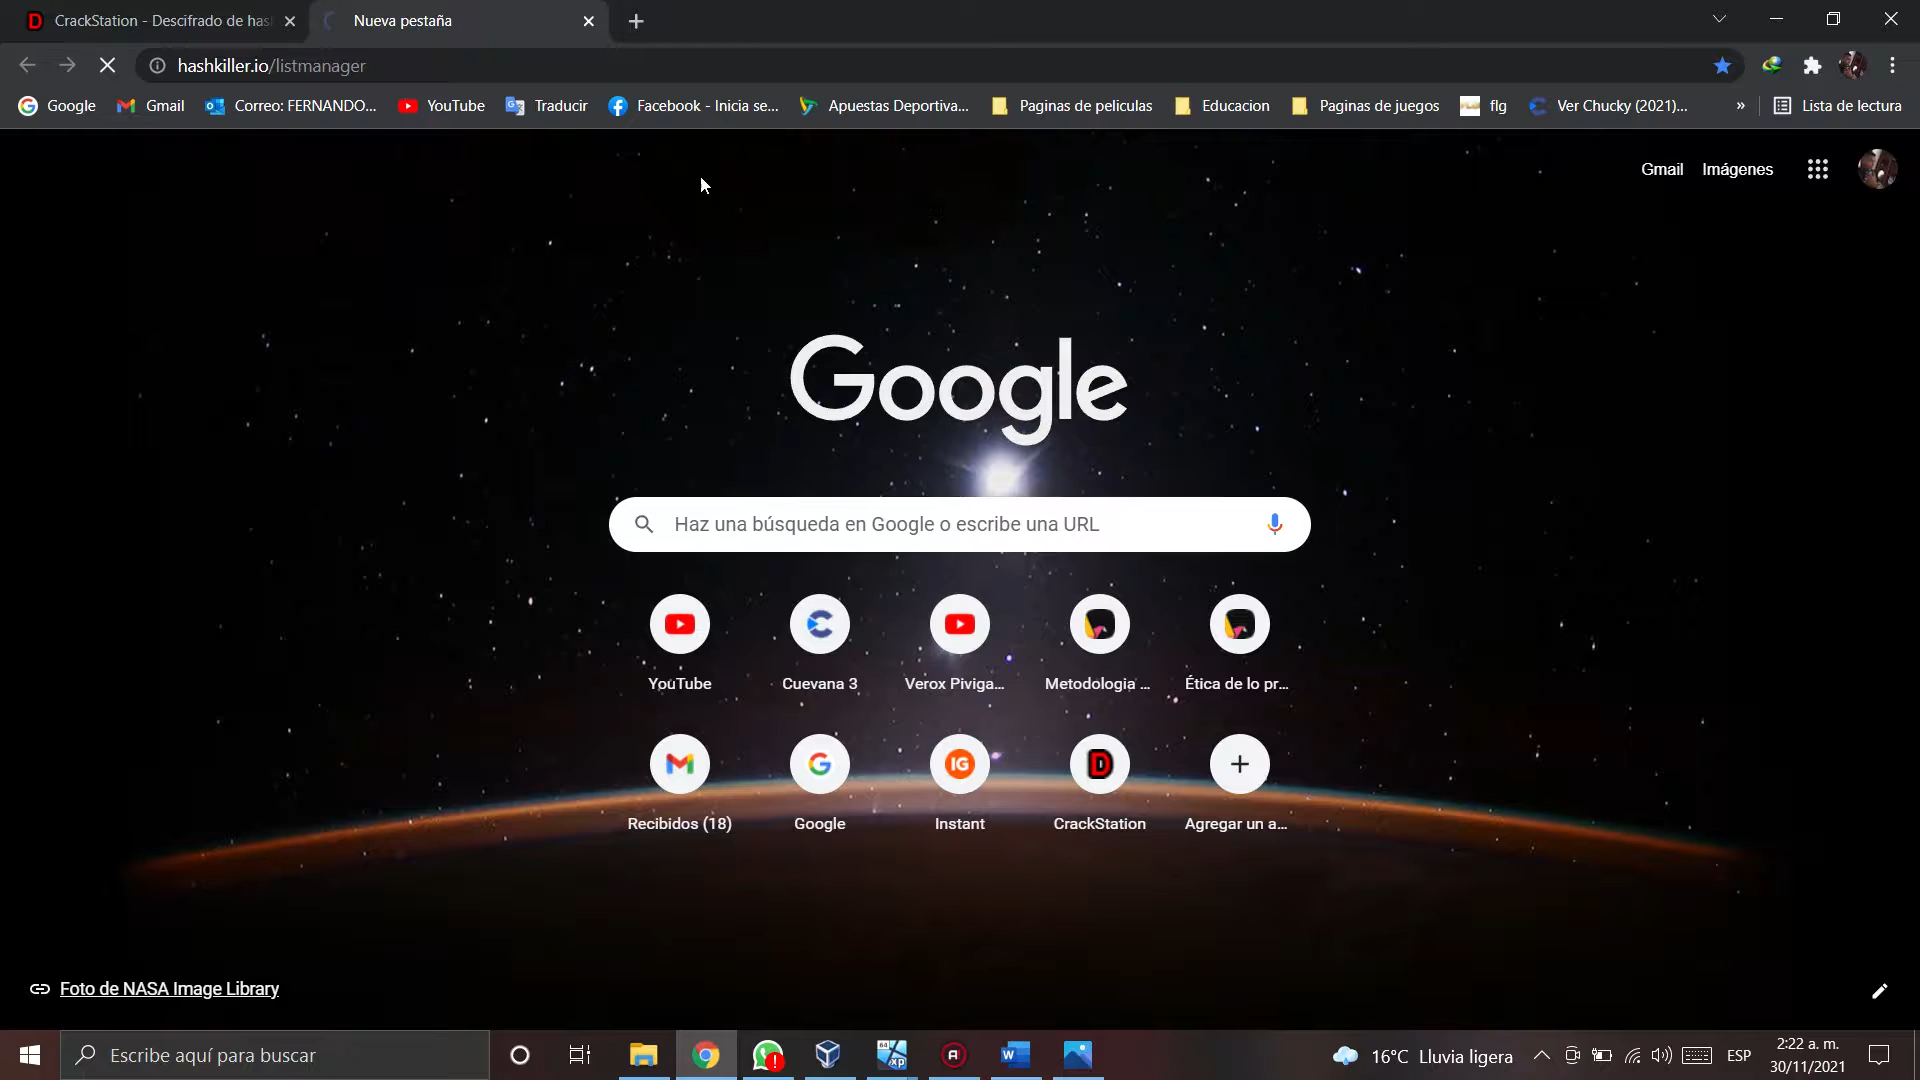 CrackStation - Descifrado de has
Nueva pestaña
hashkiller.io/listmanager
Google
Gmail
Correo: FERNANDO...
YouTube
Traducir
Facebook - Inicia se...
Apuestas Deportiva...
Paginas de peliculas
Educacion
Paginas de juegos
flg
Ver Chucky (2021)...
»
Lista de lectura
Gmail
Imágenes
Google
Haz una búsqueda en Google o escribe una URL
YouTube
Cuevana 3
Verox Piviga...
Metodologia ...
Ética de lo pr...
Recibidos (18)
Google
Instant
CrackStation
Agregar un a...
Foto de NASA Image Library
Escribe aquí para buscar
16°C Lluvia ligera
ESP
2:22 a. m.
30/11/2021